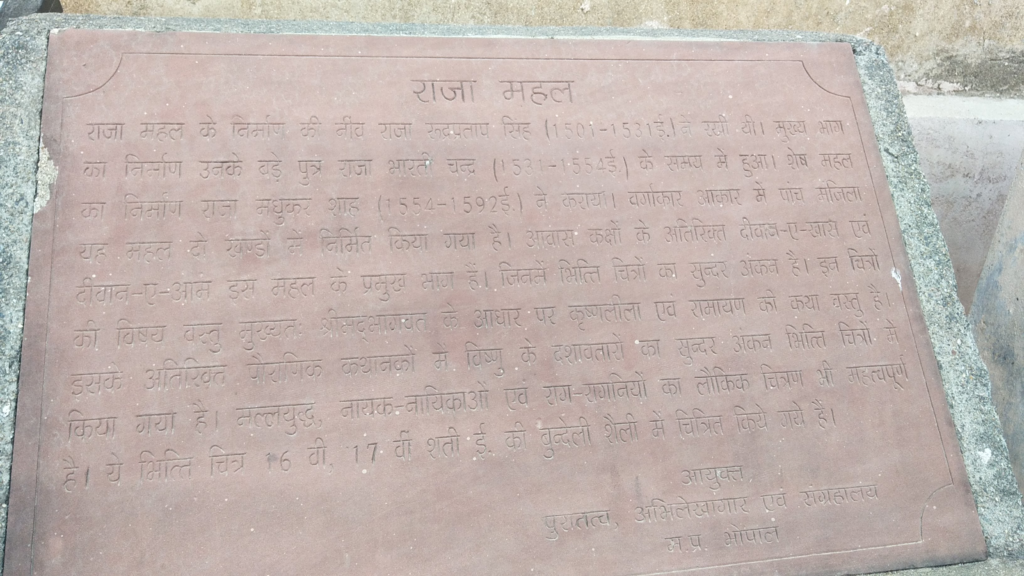 राजा महल
राजा महल के निर्माण की नींव राजा रूद्रप्रताप सिंह (1501-1531ई.) ने रखी थी। मुख्य भाग
का निर्माण उनके बड़े पुत्र राजा भारती चन्द्र (1531-1554ई.) के समय में हुआ। शेष महल
का निर्माण राजा मधुकर शाह (1554-1592ई.) ने कराया। वर्गाकार आकार में पांच मंजिला
यह महल दो खण्डों में निर्मित किया गया है। आवास कक्षों के अतिरिक्त दीवान-ए-खास एवं
दीवान-ए-आम इस महल के प्रमुख भाग हैं। जिनमें भित्ति चित्रों का सुन्दर अंकन है। इन चित्रों
की विषय वस्तु मुख्यतः श्रीमद्भागवत के आधार पर कृष्णलीला एवं रामायण की कथा वस्तु है।
इसके अतिरिक्त पौराणिक कथानकों में विष्णु के दशावतारों का सुन्दर अंकन भित्ति चित्रों में
किया गया है। मल्लयुद्ध, नायक-नायिकाओं एवं राग-रागनियों का लौकिक चित्रण भी महत्वपूर्ण
है। ये भित्ति चित्र 16 वी, 17 वीं शती ई. की बुन्देली शैली में चित्रित किये गये हैं।
आयुक्त
पुरातत्व, अभिलेखागार एवं संग्रहालय
म.प्र. भोपाल